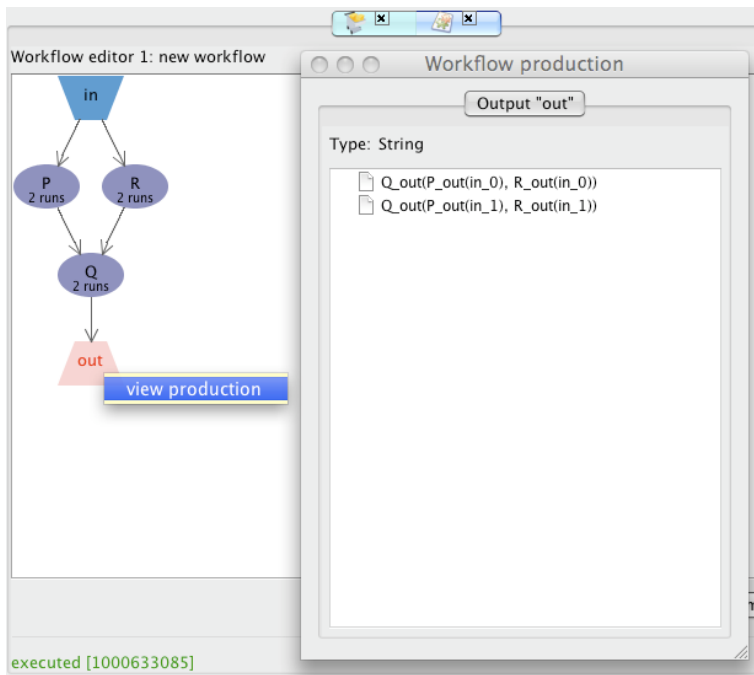 Workflow editor 1: new workflow
in
P
2 runs
R
2 runs
Q
2 runs
out
view production
executed [1000633085]
Workflow production
Output "out"
Type: String
Q_out(P_out(in_0), R_out(in_0))
Q_out(P_out(in_1), R_out(in_1))